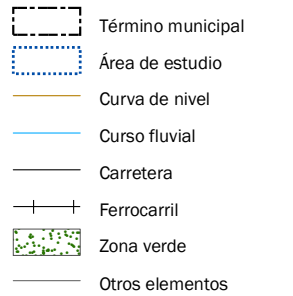 Término municipal
Área de estudio
Curva de nivel
Curso fluvial
Carretera
Ferrocarril
Zona verde
Otros elementos